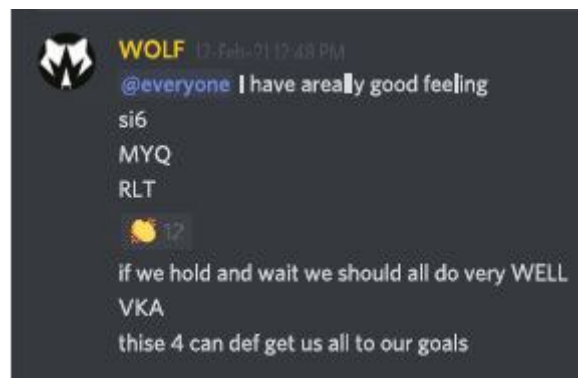 WOLF 12-Feb-21 12:48 PM
@everyone I have areally good feeling
si6
MYQ
RLT
👏 12
if we hold and wait we should all do very WELL
VKA
thise 4 can def get us all to our goals